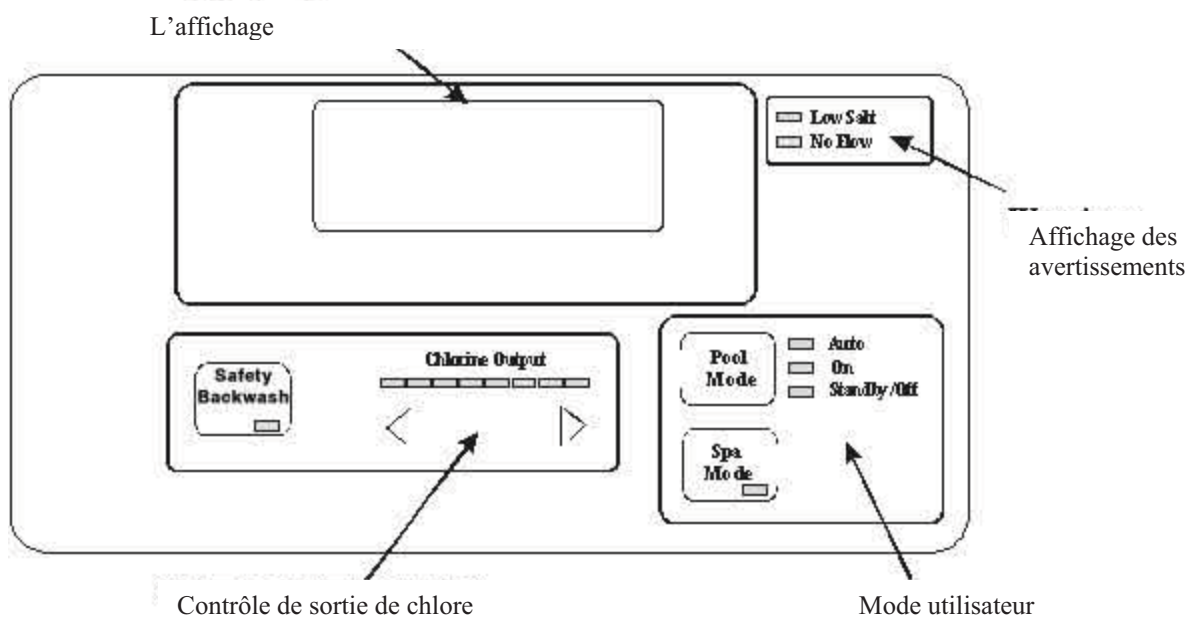 L'affichage
Low Salt
No Flow
Affichage des
avertissements
Safety
Backwash
Chlorine Output
Pool
Mode
Auto
On
StandBy/Off
Spa
Mode
Contrôle de sortie de chlore
Mode utilisateur